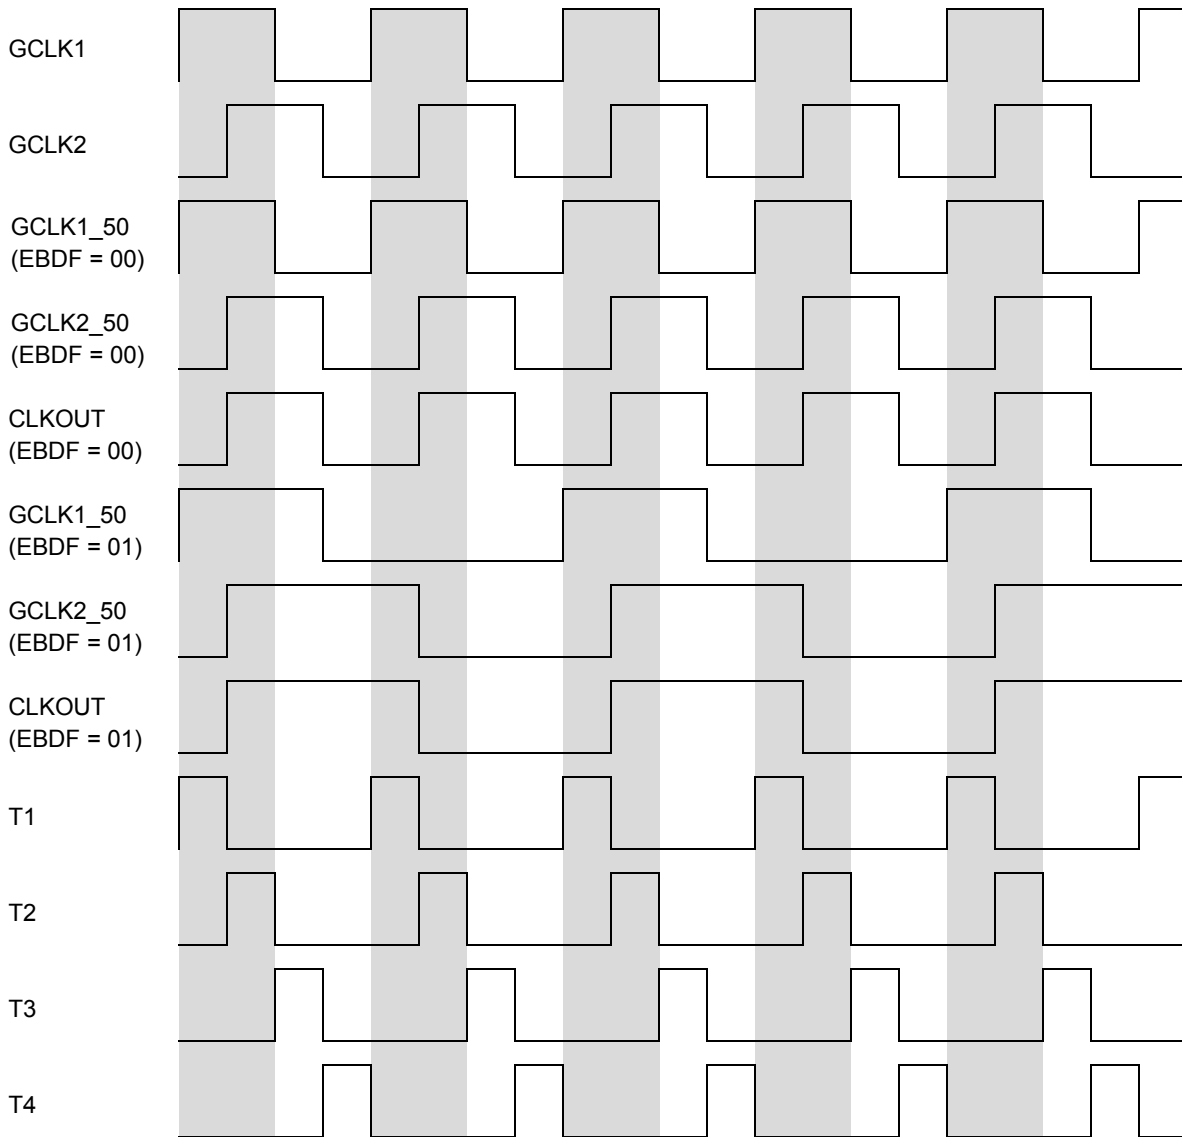 GCLK1
GCLK2
GCLK1_50
(EBDF = 00)
GCLK2_50
(EBDF = 00)
CLKOUT
(EBDF = 00)
GCLK1_50
(EBDF = 01)
GCLK2_50
(EBDF = 01)
CLKOUT
(EBDF = 01)
T1
T2
T3
T4